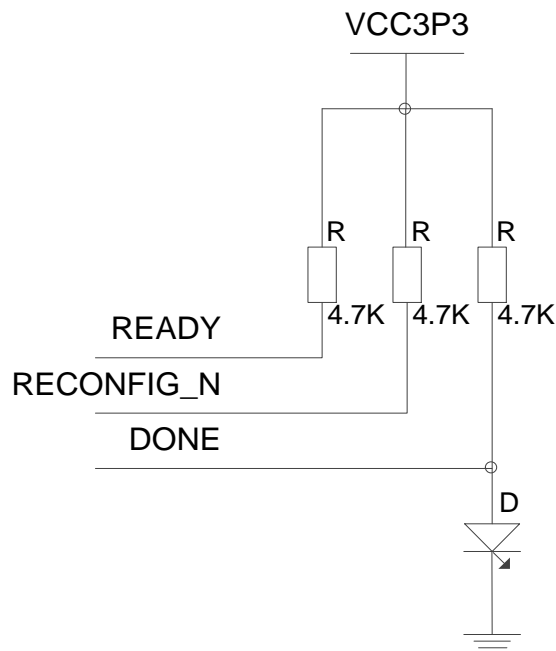 VCC3P3
R R R
4.7K 4.7K 4.7K
READY
RECONFIG_N
DONE
D